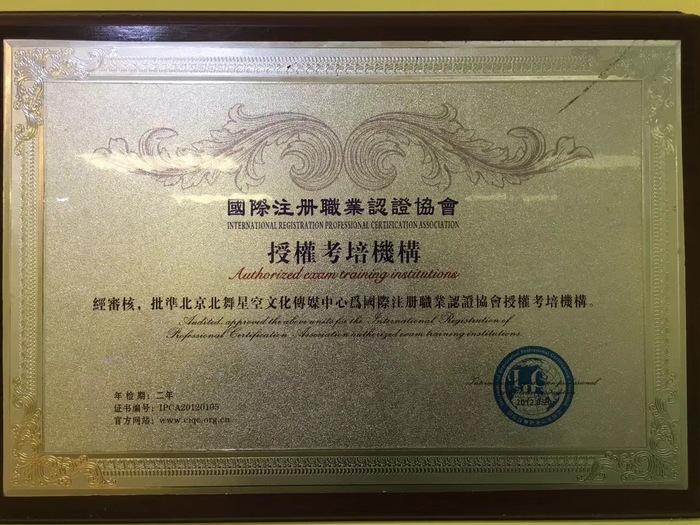 國際注册職業認證協會
INTERNATIONAL REGISTRATION PROFESSIONAL CERTIFICATION ASSOCIATION
授權考培機構
Authorized exam training institutions
經審核，批準北京北舞星空文化傳媒中心爲國際注册職業認證協會授權考培機構。
Audited, approved the above units for the International Registration of
Professional Certification Association authorized exam training institutions.
年检期：二年
证书编号：IPCA20120105
官方网站：www.ciqc.org.cn